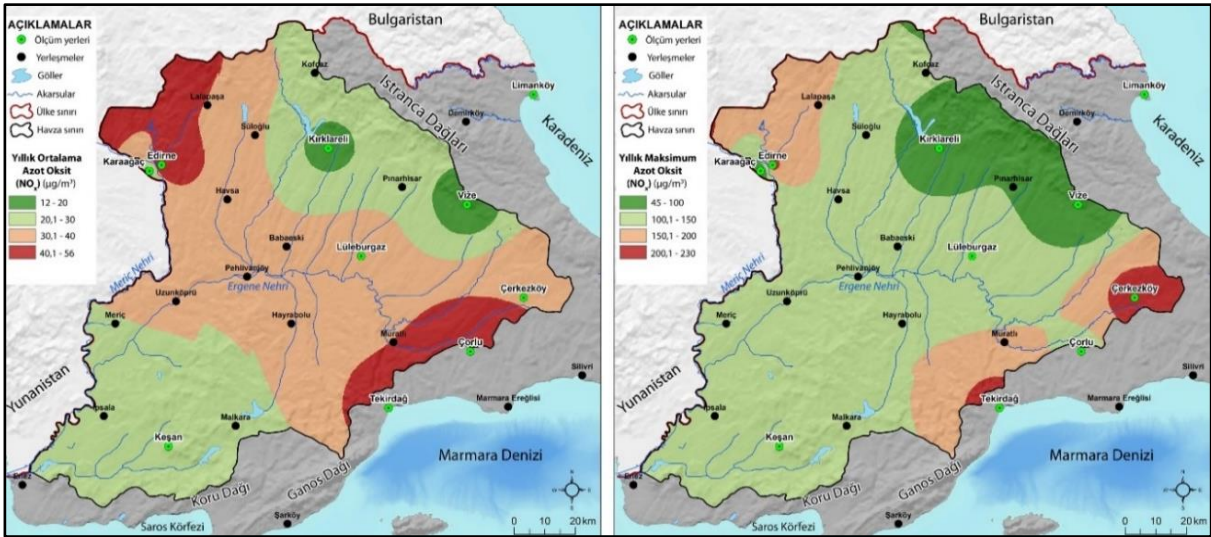 AÇIKLAMALAR
Ölçüm yerleri
Yerleşmeler
Göller
Akarsular
Ülke sınırı
Havza sınırı
Yıllık Ortalama
Azot Oksit
(NOx) (µg/m³)
12 - 20
20,1 - 30
30,1 - 40
40,1 - 56
Bulgaristan
Kofçaz
Istranca Dağları
Limanköy
Demirköy
Karadeniz
Lalapaşa
Süloğlu
Kırklareli
Karaağaç
Edirne
Pınarhisar
Havsa
Vize
Babaeski
Lüleburgaz
Pehlivanköy
Meriç Nehri
Ergene Nehri
Uzunköprü
Çerkezköy
Meriç
Hayrabolu
Muratlı
Çorlu
Yunanistan
Silivri
İpsala
Malkara
Tekirdağ
Marmara Ereğlisi
Keşan
Marmara Denizi
Enez
Koru Dağı
Ganos Dağı
Saros Körfezi
Şarköy
0 10 20 km
AÇIKLAMALAR
Ölçüm yerleri
Yerleşmeler
Göller
Akarsular
Ülke sınırı
Havza sınırı
Yıllık Maksimum
Azot Oksit
(NOx) (µg/m³)
45 - 100
100,1 - 150
150,1 - 200
200,1 - 230
Bulgaristan
Kofçaz
Istranca Dağları
Limanköy
Demirköy
Karadeniz
Lalapaşa
Süloğlu
Kırklareli
Karaağaç
Edirne
Pınarhisar
Havsa
Vize
Babaeski
Lüleburgaz
Pehlivanköy
Meriç Nehri
Ergene Nehri
Uzunköprü
Çerkezköy
Meriç
Hayrabolu
Muratlı
Çorlu
Yunanistan
Silivri
İpsala
Malkara
Tekirdağ
Marmara Ereğlisi
Keşan
Marmara Denizi
Enez
Koru Dağı
Ganos Dağı
Saros Körfezi
Şarköy
0 10 20 km